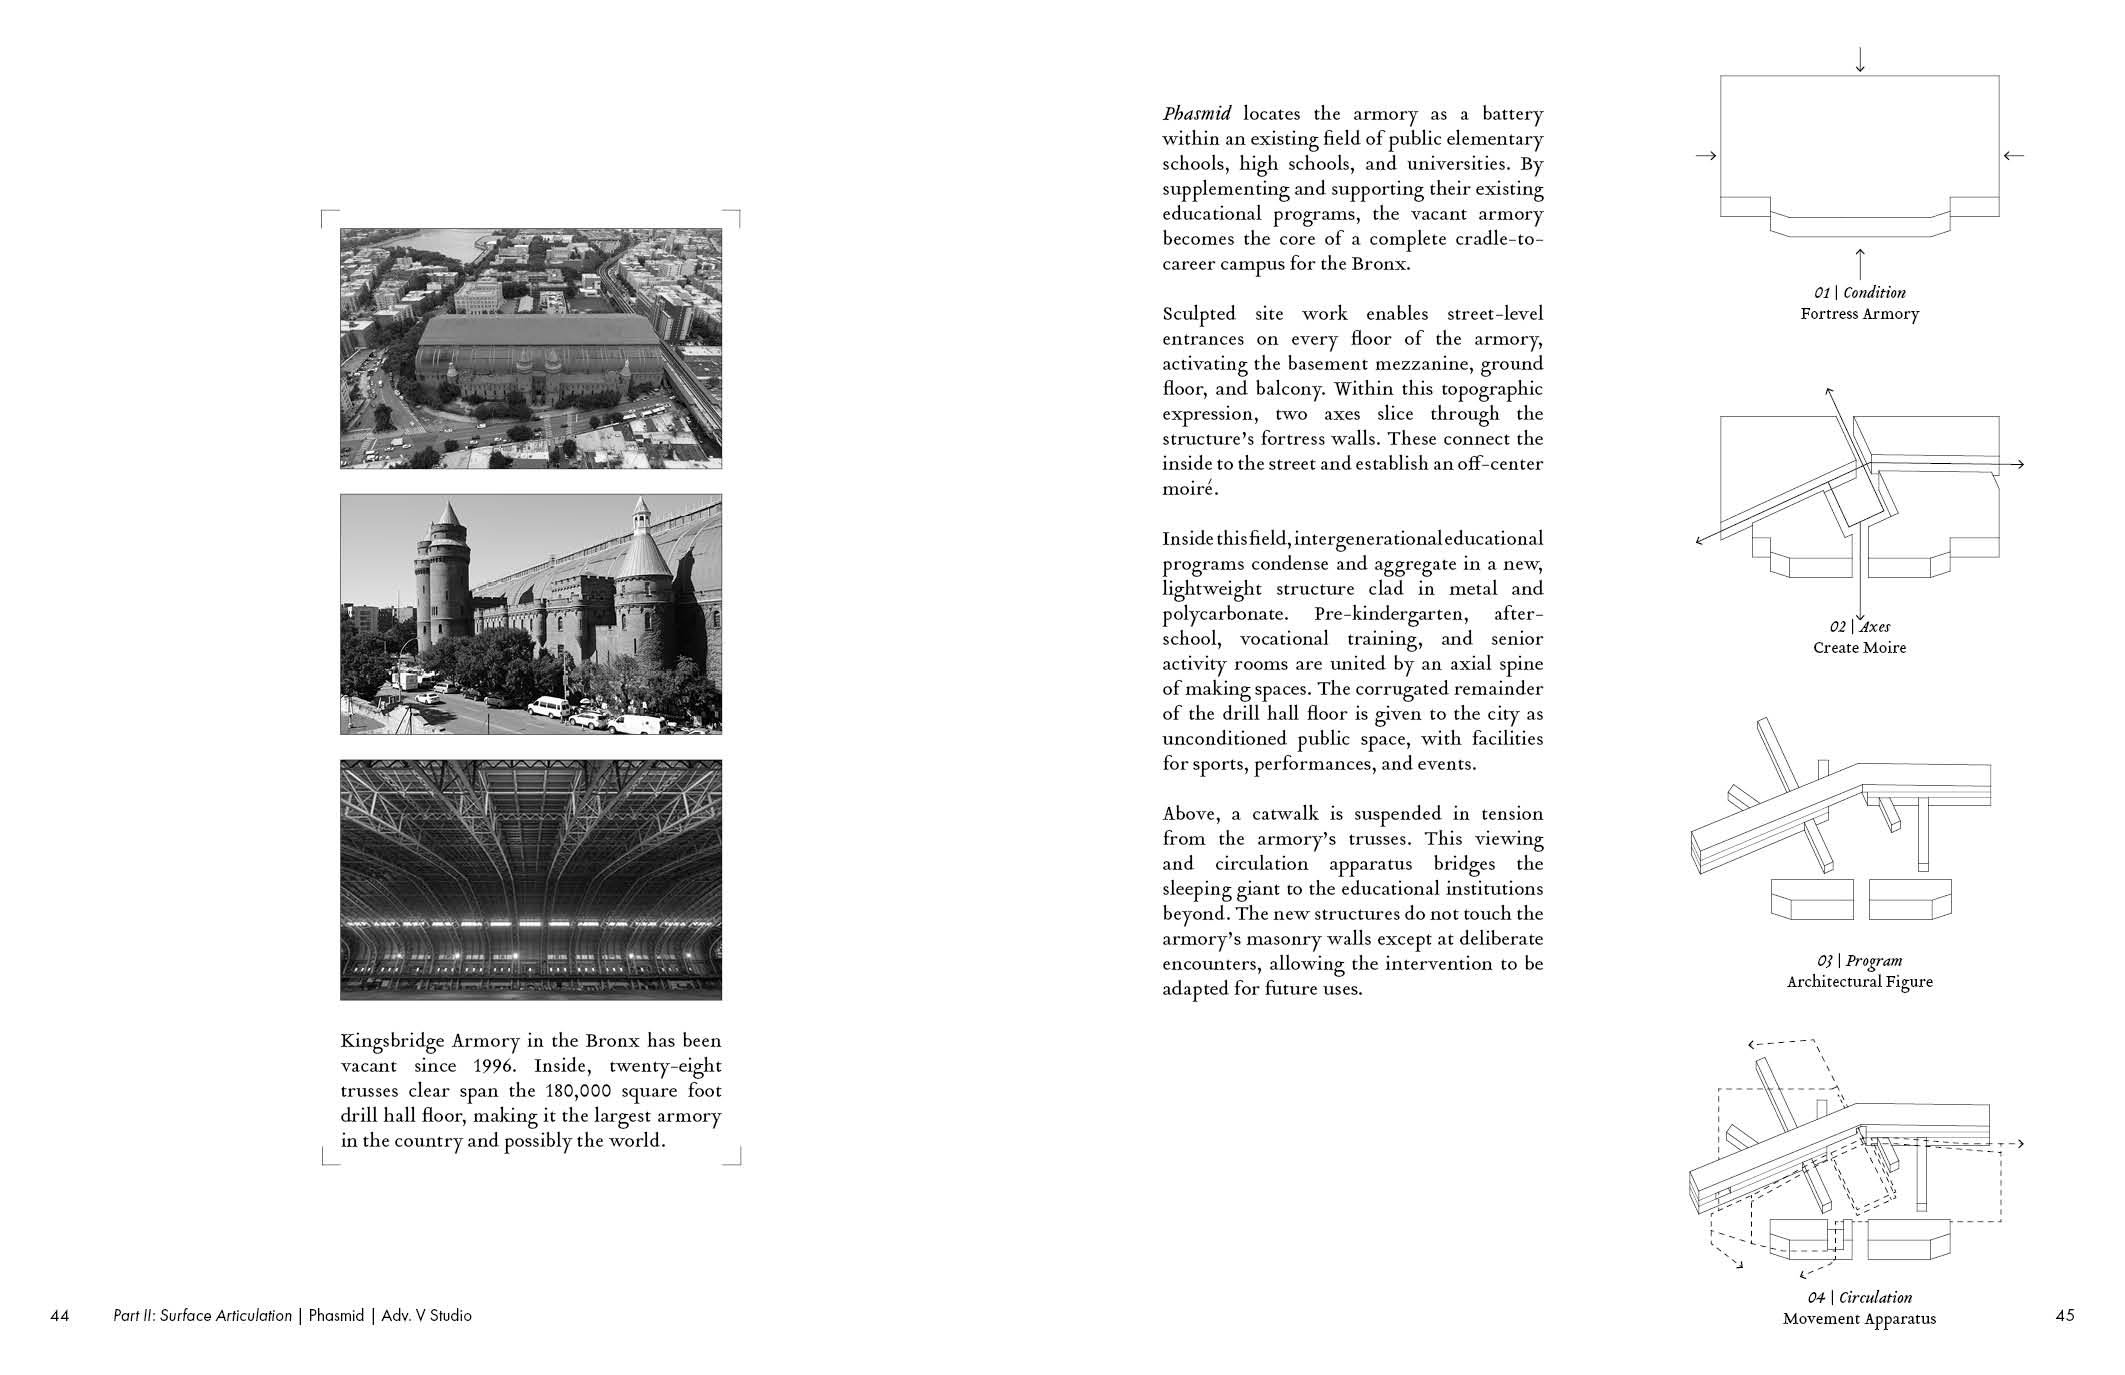 Kingsbridge Armory in the Bronx has been
vacant since 1996. Inside, twenty-eight
trusses clear span the 180,000 square foot
drill hall floor, making it the largest armory
in the country and possibly the world.
44
Part II: Surface Articulation | Phasmid | Adv. V Studio
Phasmid locates the armory as a battery
within an existing field of public elementary
schools, high schools, and universities. By
supplementing and supporting their existing
educational programs, the vacant armory
becomes the core of a complete cradle-to-
career campus for the Bronx.
Sculpted site work enables street-level
entrances on every floor of the armory,
activating the basement mezzanine, ground
floor, and balcony. Within this topographic
expression, two axes slice through the
structure's fortress walls. These connect the
inside to the street and establish an off-center
moiré.
Inside this field, intergenerational educational
programs condense and aggregate in a new,
lightweight structure clad in metal and
polycarbonate. Pre-kindergarten, after-
school, vocational training, and senior
activity rooms are united by an axial spine
of making spaces. The corrugated remainder
of the drill hall floor is given to the city as
unconditioned public space, with facilities
for sports, performances, and events.
Above, a catwalk is suspended in tension
from the armory's trusses. This viewing
and circulation apparatus bridges the
sleeping giant to the educational institutions
beyond. The new structures do not touch the
armory's masonry walls except at deliberate
encounters, allowing the intervention to be
adapted for future uses.
01 | Condition
Fortress Armory
02 | Axes
Create Moire
03 | Program
Architectural Figure
04 | Circulation
Movement Apparatus
45